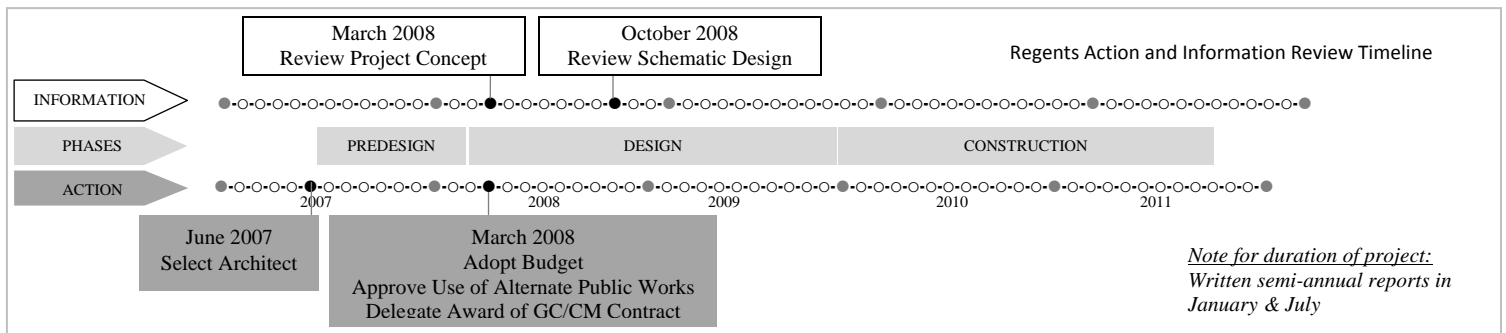 March 2008
Review Project Concept
October 2008
Review Schematic Design
Regents Action and Information Review Timeline
INFORMATION
PHASES
PREDESIGN
DESIGN
CONSTRUCTION
ACTION
2007
2008
2009
2010
2011
June 2007
Select Architect
March 2008
Adopt Budget
Approve Use of Alternate Public Works
Delegate Award of GC/CM Contract
Note for duration of project:
Written semi-annual reports in
January & July